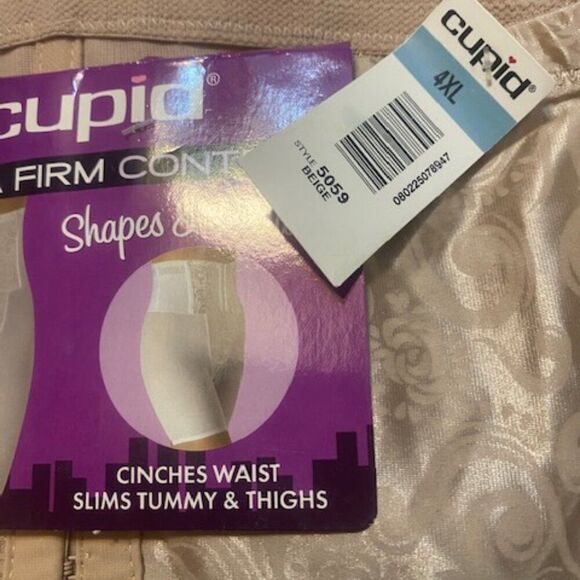 cupid®
FIRM CONT
Shapes
CINCHES WAIST
SLIMS TUMMY & THIGHS
cupid®
4XL
STYLE 5059
BEIGE
080225078947